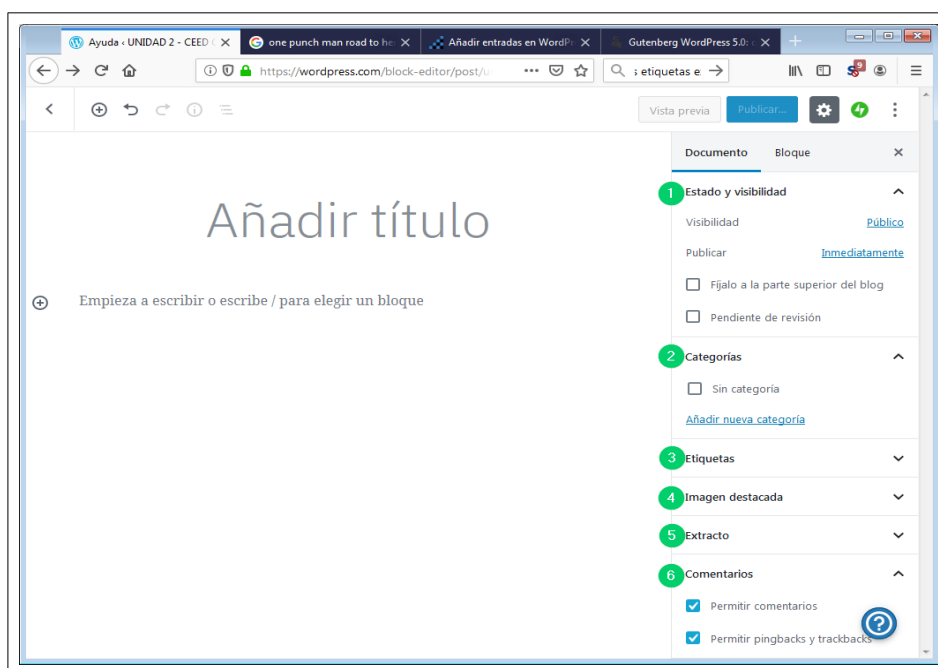 Ayuda ‹ UNIDAD 2 - CEED
one punch man road to he
Añadir entradas en WordPr
Gutenberg WordPress 5.0:
https://wordpress.com/block-editor/post/u
s etiquetas e
9
Vista previa
Publicar...
Documento
Bloque
Añadir título
Empieza a escribir o escribe / para elegir un bloque
1
Estado y visibilidad
Visibilidad
Público
Publicar
Inmediatamente
Fíjalo a la parte superior del blog
Pendiente de revisión
2
Categorías
Sin categoría
Añadir nueva categoría
3
Etiquetas
4
Imagen destacada
5
Extracto
6
Comentarios
Permitir comentarios
Permitir pingbacks y trackbacks